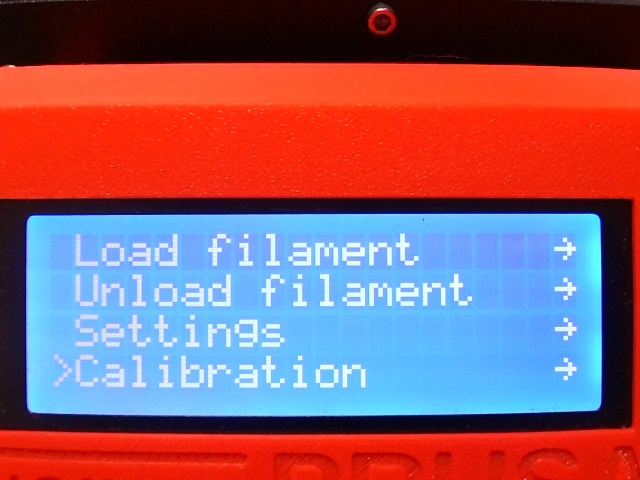 Load filament →
Unload filament →
Settings →
>Calibration →